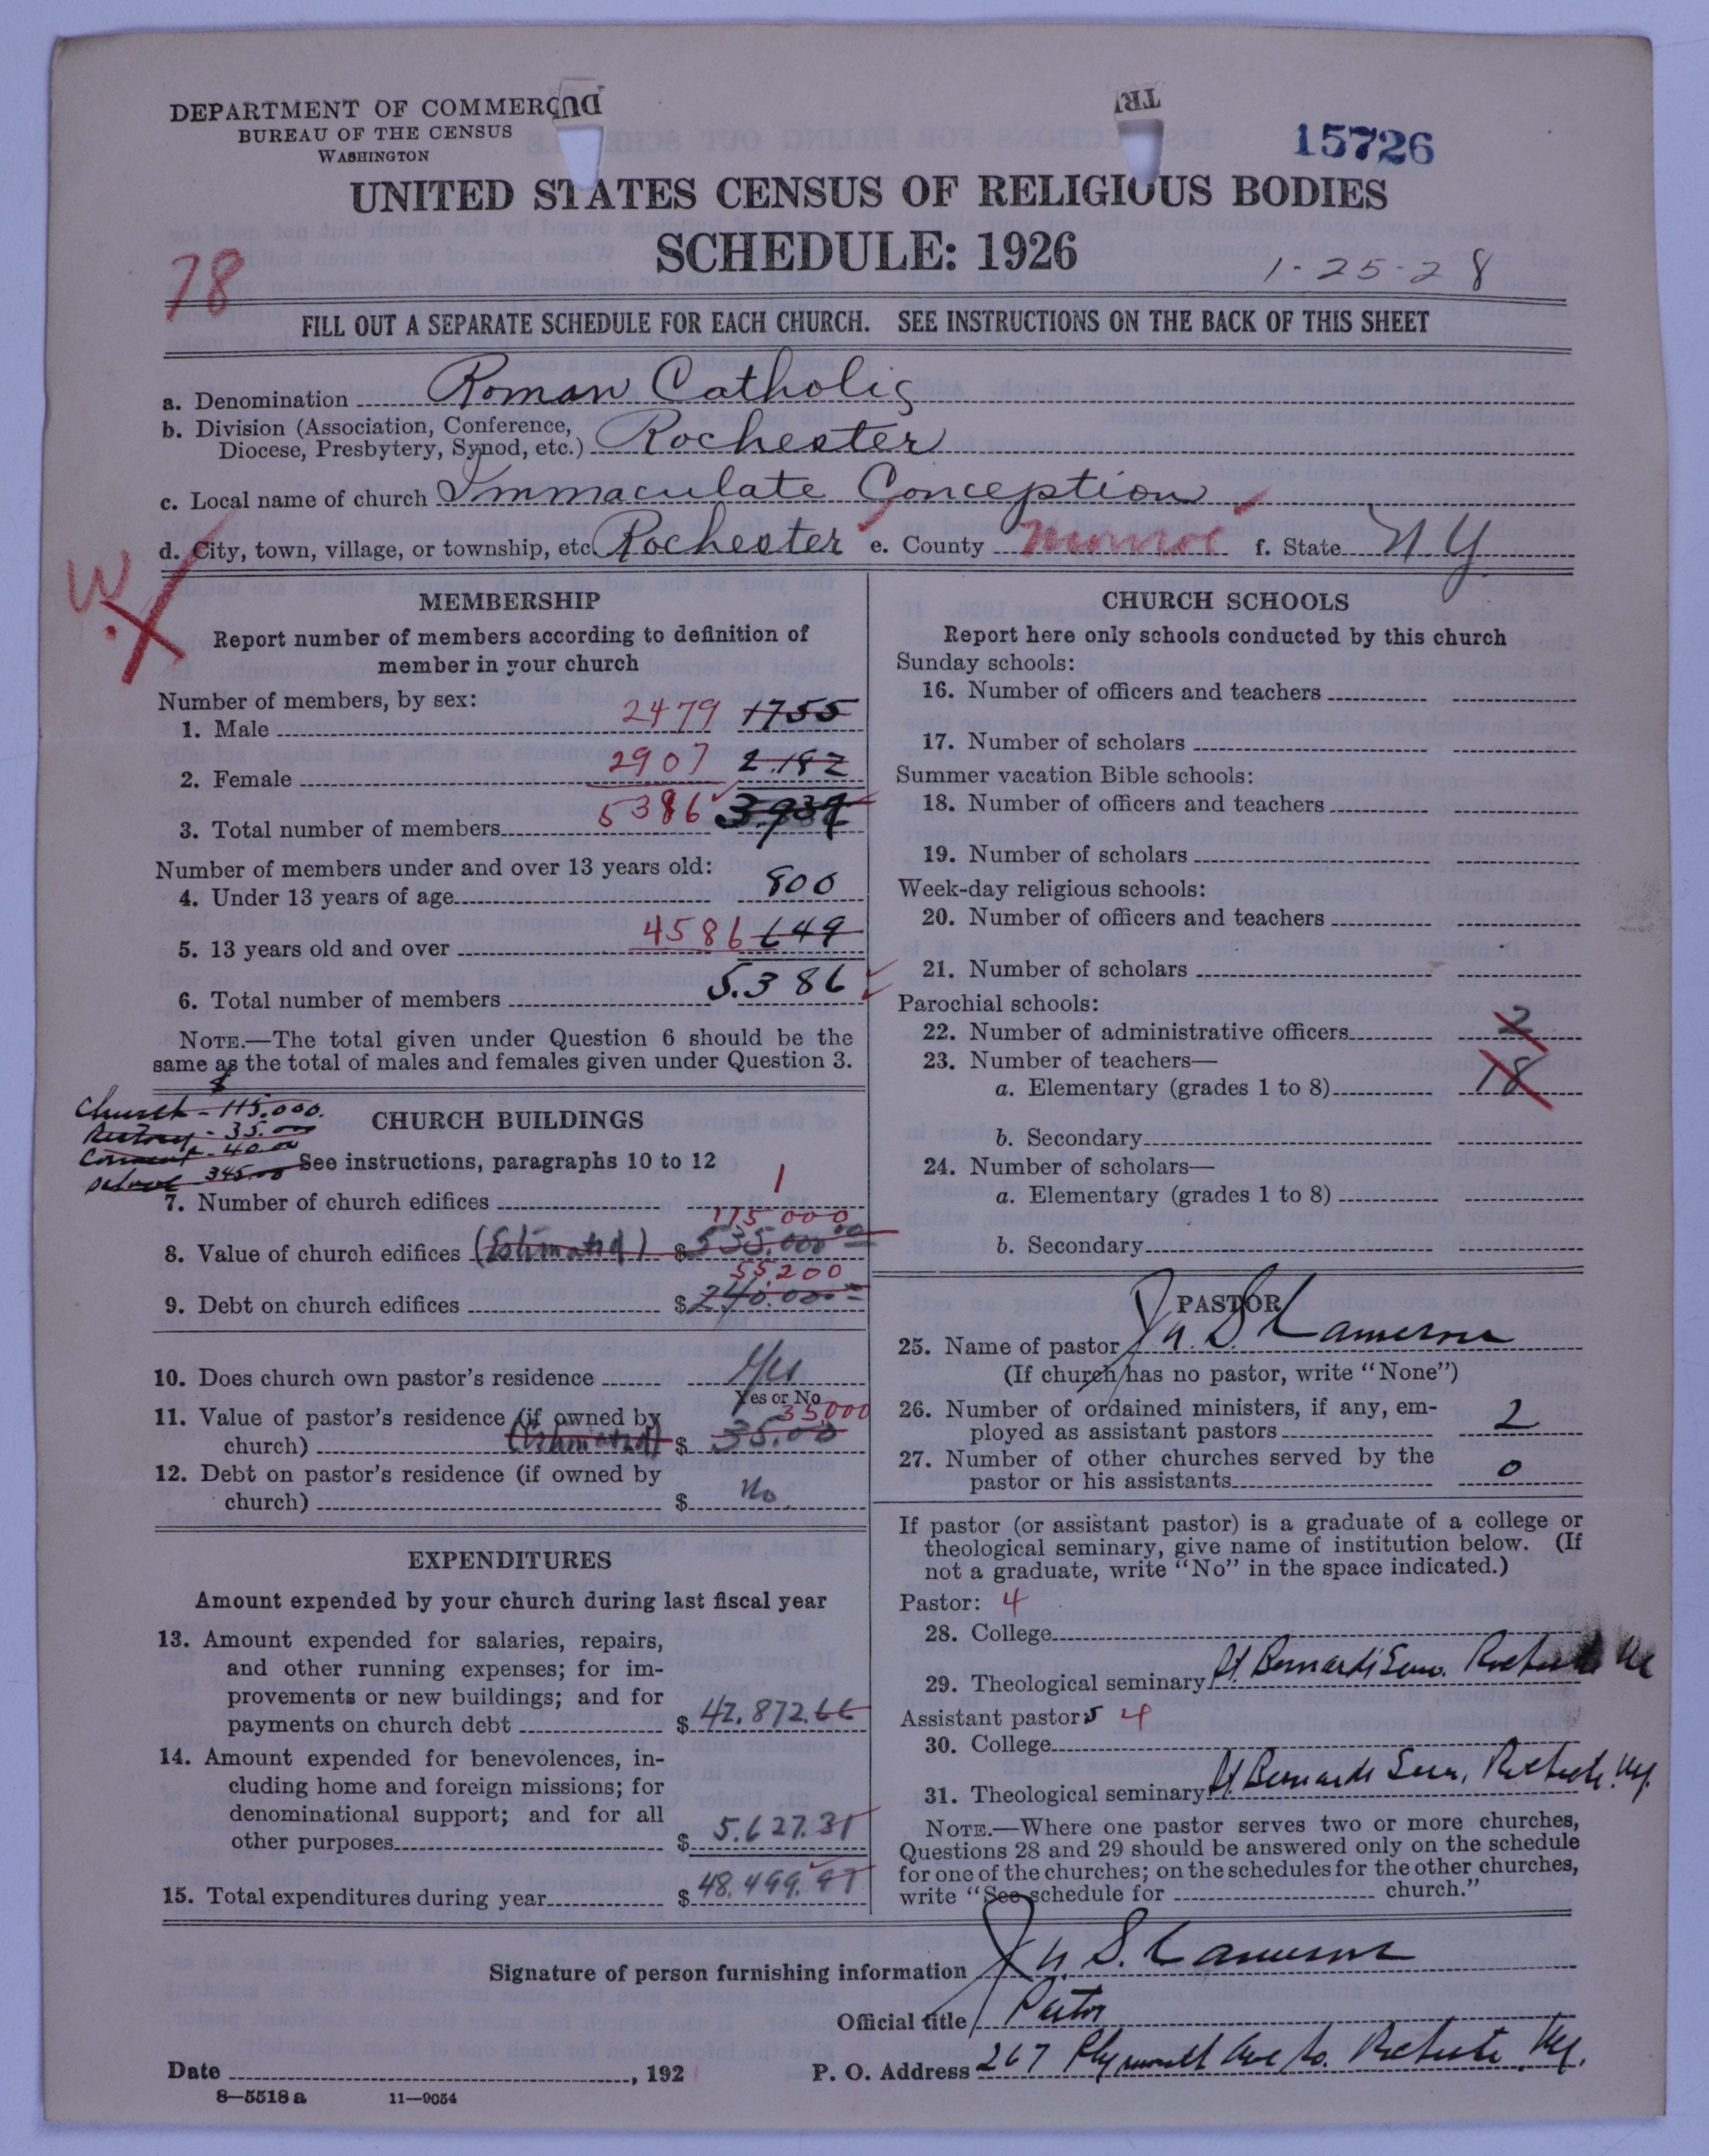 DEPARTMENT OF COMMERC
BUREAU OF THE CENSUS
WASHINGTON
15726
UNITED STATES CENSUS OF RELIGIOUS BODIES
SCHEDULE: 1926
78
1-25-28
FILL OUT A SEPARATE SCHEDULE FOR EACH CHURCH. SEE INSTRUCTIONS ON THE BACK OF THIS SHEET
a. Denomination Roman Catholic
b. Division (Association, Conference, Diocese, Presbytery, Synod, etc.) Rochester
c. Local name of church Immaculate Conception
d. City, town, village, or township, etc. Rochester e. County Monroe f. State N Y
W
MEMBERSHIP
Report number of members according to definition of
member in your church
Number of members, by sex:
1. Male 2479 1755
2. Female 2907 2.182
3. Total number of members 5386 3.937
Number of members under and over 13 years old:
4. Under 13 years of age 800
5. 13 years old and over 4586 649
6. Total number of members 5.386
NOTE.—The total given under Question 6 should be the
same as the total of males and females given under Question 3.
Church - 115.000.
Rectory - 35.00
Convent - 40.00
School 345.00
CHURCH BUILDINGS
See instructions, paragraphs 10 to 12
7. Number of church edifices 1
115 000
8. Value of church edifices (Estimated) $ 535.000 00
55,200
9. Debt on church edifices $ 240.000
10. Does church own pastor's residence Yes
Yes or No
35000
11. Value of pastor's residence (if owned by
church) (Estimated) $ 35.00
12. Debt on pastor's residence (if owned by
church) $ No
EXPENDITURES
Amount expended by your church during last fiscal year
13. Amount expended for salaries, repairs,
and other running expenses; for im-
provements or new buildings; and for
payments on church debt $ 42.872.66
14. Amount expended for benevolences, in-
cluding home and foreign missions; for
denominational support; and for all
other purposes $ 5.627.31
15. Total expenditures during year $ 48.499.97
CHURCH SCHOOLS
Report here only schools conducted by this church
Sunday schools:
16. Number of officers and teachers
17. Number of scholars
Summer vacation Bible schools:
18. Number of officers and teachers
19. Number of scholars
Week-day religious schools:
20. Number of officers and teachers
21. Number of scholars
Parochial schools:
22. Number of administrative officers 2
23. Number of teachers—
a. Elementary (grades 1 to 8) 18
b. Secondary
24. Number of scholars—
a. Elementary (grades 1 to 8)
b. Secondary
PASTOR
25. Name of pastor Jn. S. Cameron
(If church has no pastor, write "None")
26. Number of ordained ministers, if any, em-
ployed as assistant pastors 2
27. Number of other churches served by the
pastor or his assistants 0
If pastor (or assistant pastor) is a graduate of a college or
theological seminary, give name of institution below. (If
not a graduate, write "No" in the space indicated.)
Pastor: 4
28. College
29. Theological seminary St. Bernard's Sem. Rochester NY
Assistant pastors 4
30. College
31. Theological seminary St. Bernards Sem. Rochester. Ny.
NOTE.—Where one pastor serves two or more churches,
Questions 28 and 29 should be answered only on the schedule
for one of the churches; on the schedules for the other churches,
write "See schedule for church."
Signature of person furnishing information Jn. S. Cameron
Official title Pastor
Date , 192 P. O. Address 267 Plymouth Ave So. Rochester, Ny.
8—5518 a 11—9054